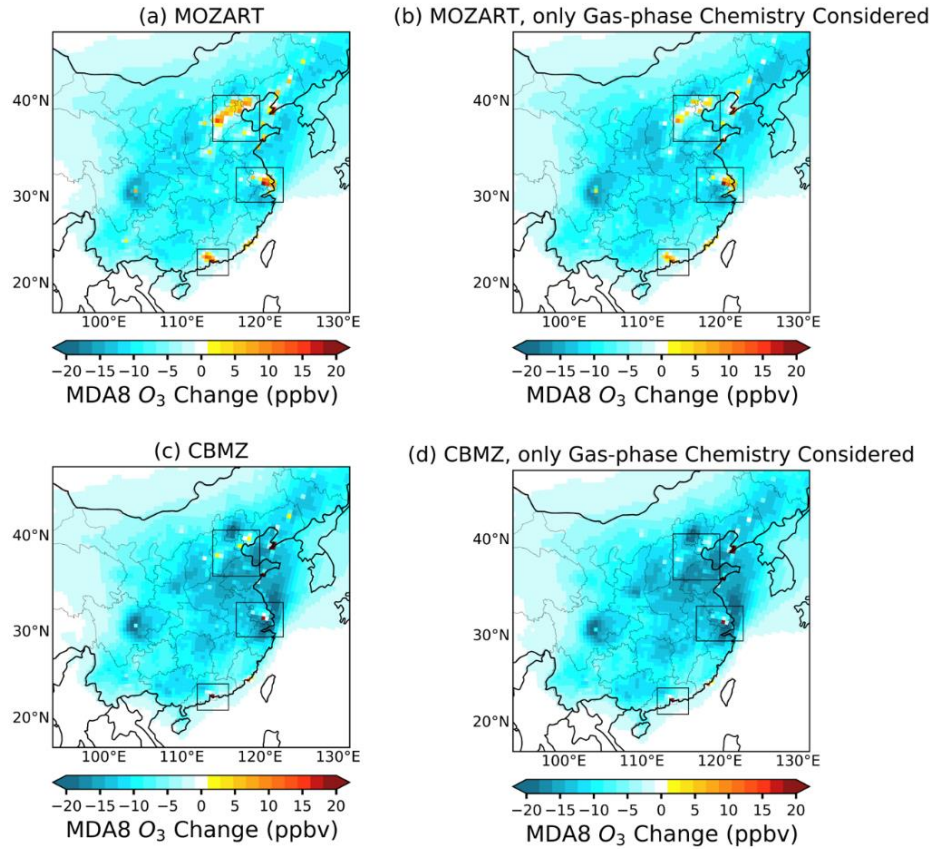 (a) MOZART
40°N
30°N
20°N
100°E 110°E 120°E 130°E
−20 −15 −10 −5 0 5 10 15 20
MDA8 O3 Change (ppbv)
(b) MOZART, only Gas-phase Chemistry Considered
40°N
30°N
20°N
100°E 110°E 120°E 130°E
−20 −15 −10 −5 0 5 10 15 20
MDA8 O3 Change (ppbv)
(c) CBMZ
40°N
30°N
20°N
100°E 110°E 120°E 130°E
−20 −15 −10 −5 0 5 10 15 20
MDA8 O3 Change (ppbv)
(d) CBMZ, only Gas-phase Chemistry Considered
40°N
30°N
20°N
100°E 110°E 120°E 130°E
−20 −15 −10 −5 0 5 10 15 20
MDA8 O3 Change (ppbv)